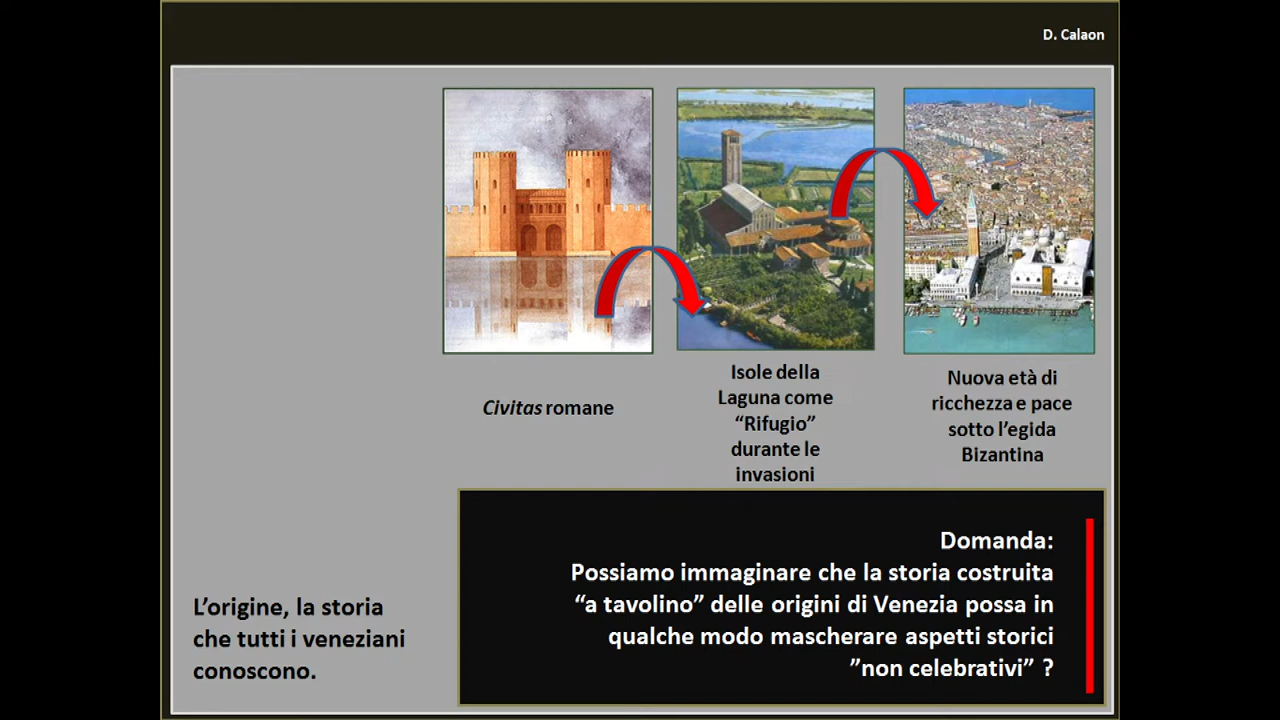 D. Calaon
Civitas romane
Isole della
Laguna come
“Rifugio”
durante le
invasioni
Nuova età di
ricchezza e pace
sotto l’egida
Bizantina
L’origine, la storia
che tutti i veneziani
conoscono.
Domanda:
Possiamo immaginare che la storia costruita
“a tavolino” delle origini di Venezia possa in
qualche modo mascherare aspetti storici
”non celebrativi” ?